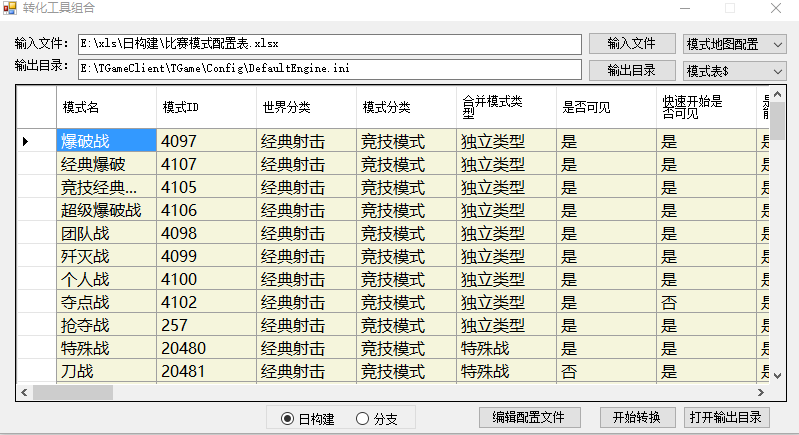 转化工具组合
输入文件: E:\xls\日构建\比赛模式配置表.xlsx 输入文件 模式地图配置
输出目录: E:\TGameClient\TGame\Config\DefaultEngine.ini 输出目录 模式表$
模式名 模式ID 世界分类 模式分类 合并模式类型 是否可见 快速开始是否可见
爆破战 4097 经典射击 竞技模式 独立类型 是 是
经典爆破 4107 经典射击 竞技模式 独立类型 是 是
竞技经典... 4105 经典射击 竞技模式 独立类型 是 是
超级爆破战 4106 经典射击 竞技模式 独立类型 是 是
团队战 4098 经典射击 竞技模式 独立类型 是 是
歼灭战 4099 经典射击 竞技模式 独立类型 是 是
个人战 4100 经典射击 竞技模式 独立类型 是 是
夺点战 4102 经典射击 竞技模式 独立类型 是 否
抢夺战 257 经典射击 竞技模式 独立类型 是 是
特殊战 20480 经典射击 竞技模式 特殊战 是 是
刀战 20481 经典射击 竞技模式 特殊战 否 是
日构建 分支 编辑配置文件 开始转换 打开输出目录